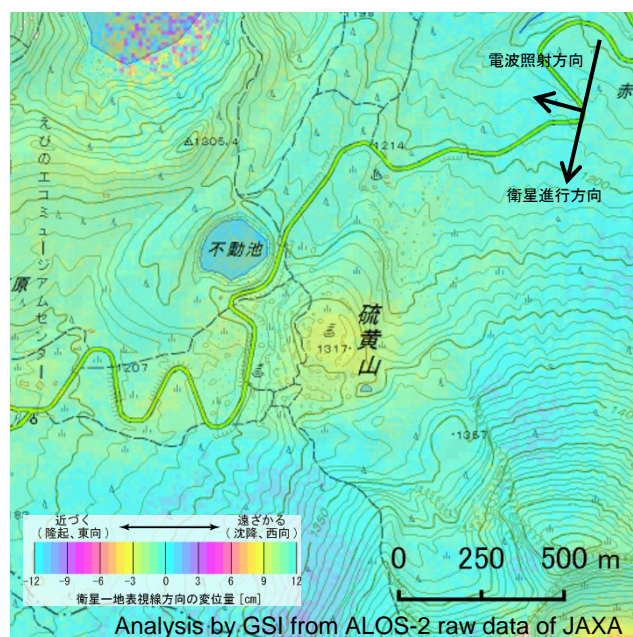 1198
電波照射方向
赤
△1305.4
1214
衛星進行方向
1200
えびのエコミュージアムセンター
不動池
原
硫黄山
1317
1207
1357
1350
近づく
(隆起、東向)
遠ざかる
(沈降、西向)
-12 -9 -6 -3 0 3 6 9 12
衛星－地表視線方向の変位量 [cm]
0 250 500 m
Analysis by GSI from ALOS-2 raw data of JAXA